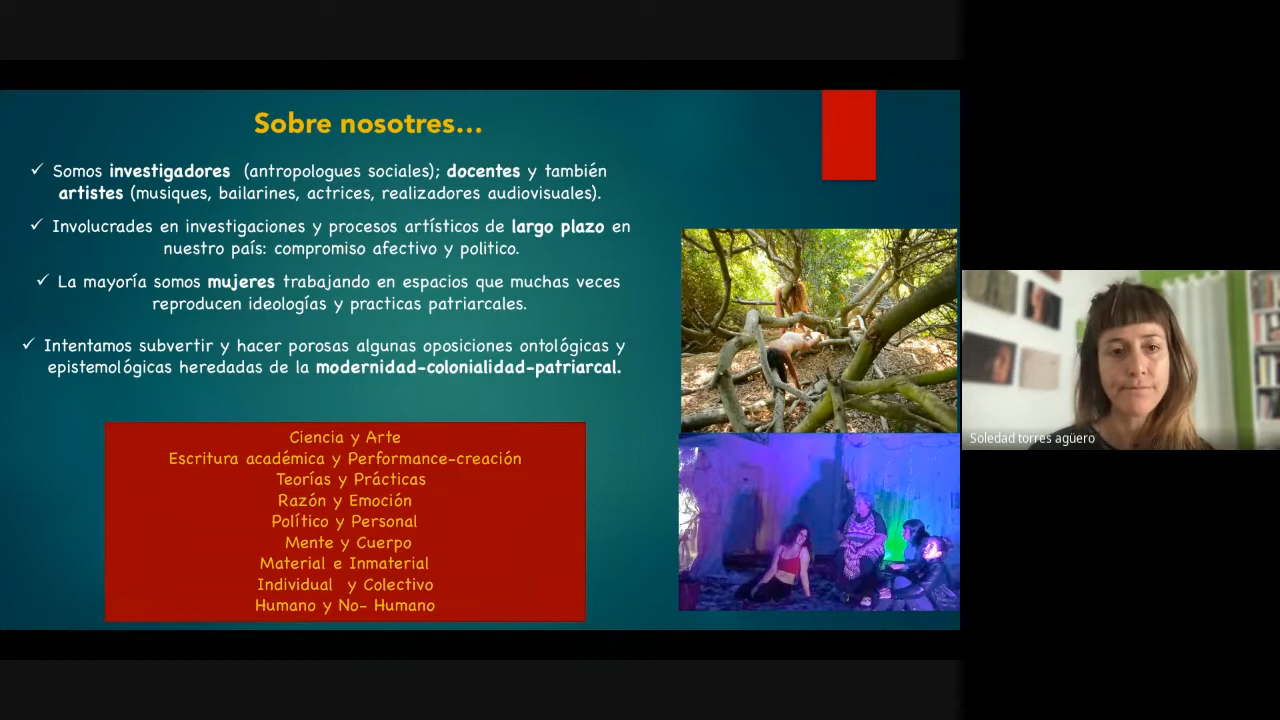 Sobre nosotres...
✓ Somos investigadores (antropologues sociales); docentes y también
artistes (musiques, bailarines, actrices, realizadores audiovisuales).
✓ Involucrades en investigaciones y procesos artísticos de largo plazo en
nuestro país: compromiso afectivo y politico.
✓ La mayoría somos mujeres trabajando en espacios que muchas veces
reproducen ideologías y practicas patriarcales.
✓ Intentamos subvertir y hacer porosas algunas oposiciones ontológicas y
epistemológicas heredadas de la modernidad-colonialidad-patriarcal.
Ciencia y Arte
Escritura académica y Performance-creación
Teorías y Prácticas
Razón y Emoción
Político y Personal
Mente y Cuerpo
Material e Inmaterial
Individual y Colectivo
Humano y No- Humano
Soledad torres agüero